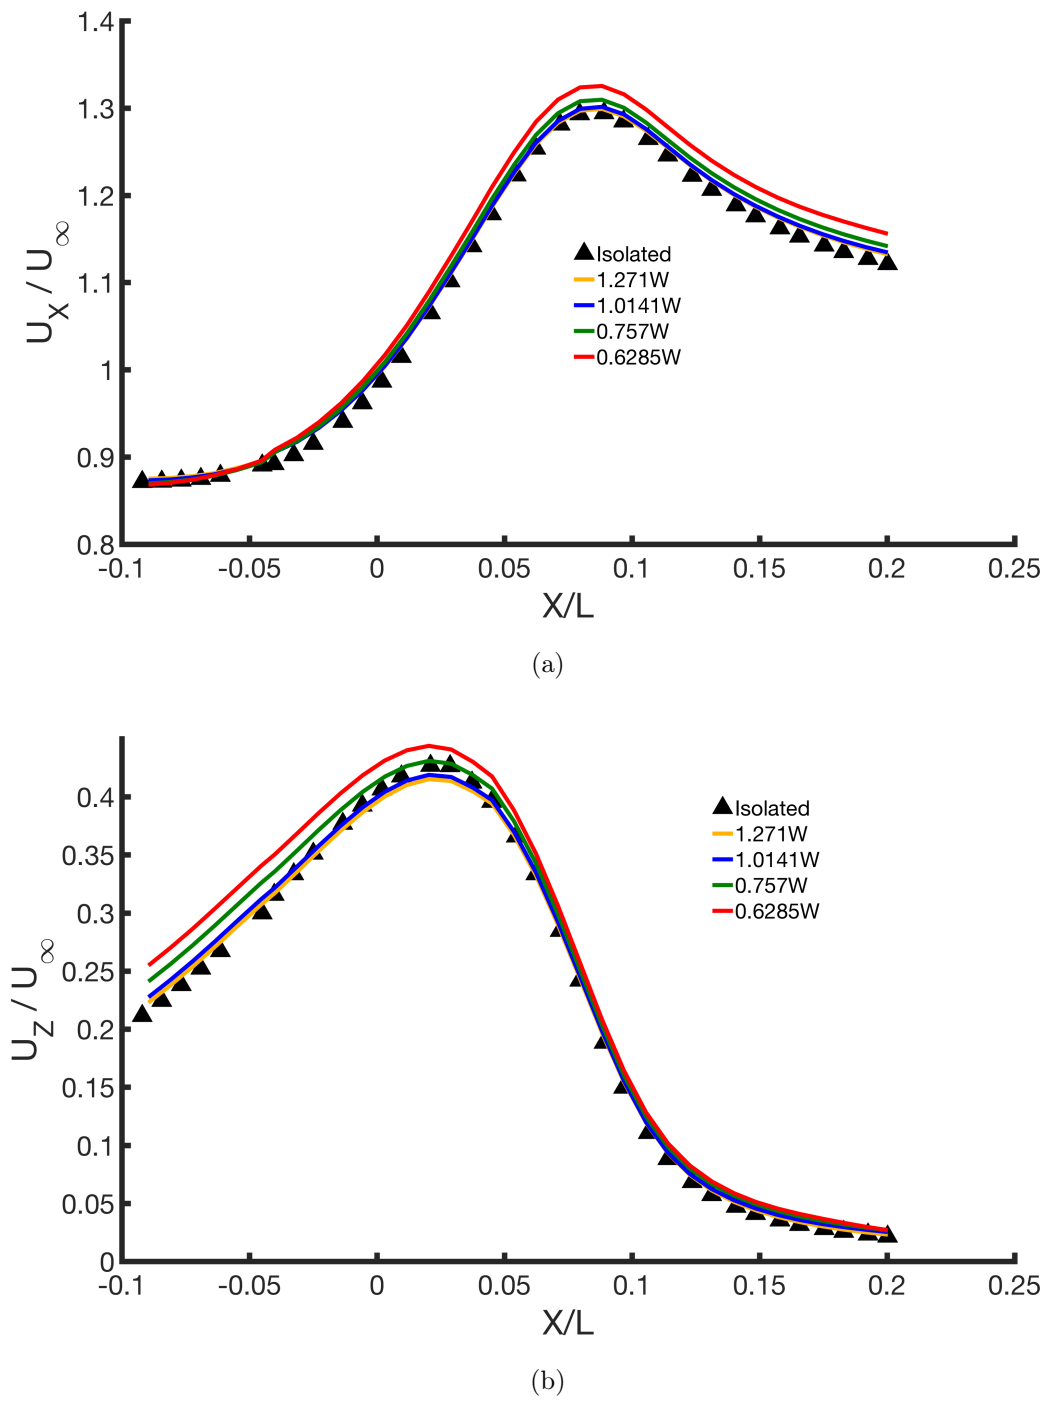 1.4
1.3
1.2
1.1
1
0.9
0.8
U_X / U_∞
Isolated
1.271W
1.0141W
0.757W
0.6285W
-0.1 -0.05 0 0.05 0.1 0.15 0.2 0.25
X/L
(a)
0.4
0.35
0.3
0.25
0.2
0.15
0.1
0.05
0
U_Z / U_∞
Isolated
1.271W
1.0141W
0.757W
0.6285W
-0.1 -0.05 0 0.05 0.1 0.15 0.2 0.25
X/L
(b)